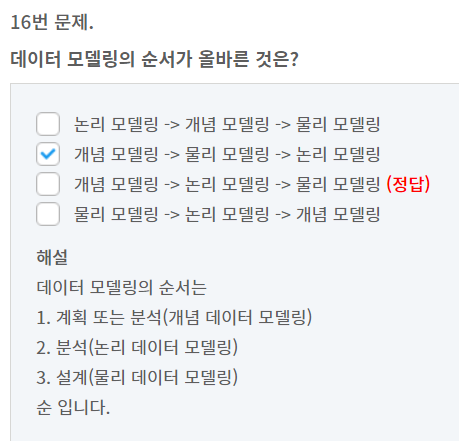 16번 문제.
데이터 모델링의 순서가 올바른 것은?
논리 모델링 -> 개념 모델링 -> 물리 모델링
개념 모델링 -> 물리 모델링 -> 논리 모델링
개념 모델링 -> 논리 모델링 -> 물리 모델링 (정답)
물리 모델링 -> 논리 모델링 -> 개념 모델링
해설
데이터 모델링의 순서는
1. 계획 또는 분석(개념 데이터 모델링)
2. 분석(논리 데이터 모델링)
3. 설계(물리 데이터 모델링)
순 입니다.